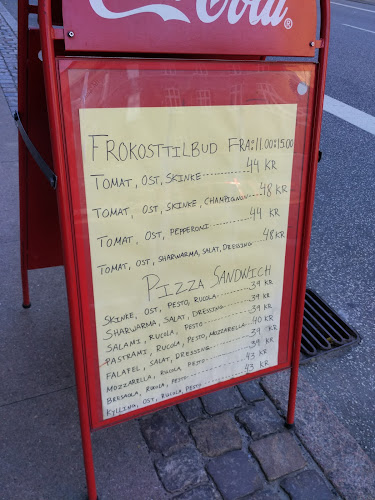 Coca-Cola®
FROKOSTTILBUD FRA:11.00:15.00
TOMAT, OST, SKINKE 44 KR
TOMAT, OST, SKINKE, CHAMPIGNON 48 KR
TOMAT, OST, PEPPERONI 44 KR
TOMAT, OST, SHARWARMA, SALAT, DRESSING 48 KR
PIZZA SANDWICH
SKINKE, OST, PESTO, RUCOLA 39 KR
SHARWARMA, SALAT, DRESSING 39 KR
SALAMI, RUCOLA, PESTO 39 KR
PASTRAMI, RUCOLA, PESTO, MOZZARELLA 39 KR
FALAFEL, SALAT, DRESSING 40 KR
MOZZARELLA, RUCOLA PESTO 39 KR
BRESAOLA, RUCOLA, PESTO 43 KR
KYLLING, OST, RUCOLA PESTO 43 KR